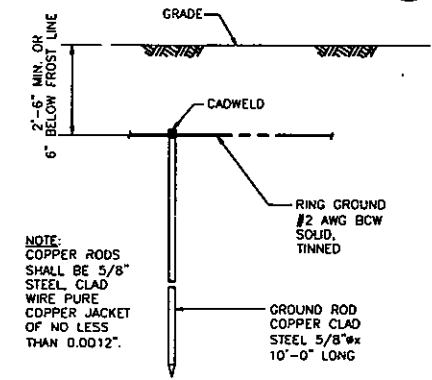 GRADE
2'-6" MIN. OR
6" BELOW FROST LINE
CADWELD
RING GROUND
#2 AWG BCW
SOLID,
TINNED
NOTE:
COPPER RODS
SHALL BE 5/8"
STEEL, CLAD
WIRE PURE
COPPER JACKET
OF NO LESS
THAN 0.0012".
GROUND ROD
COPPER CLAD
STEEL 5/8"øx
10'-0" LONG